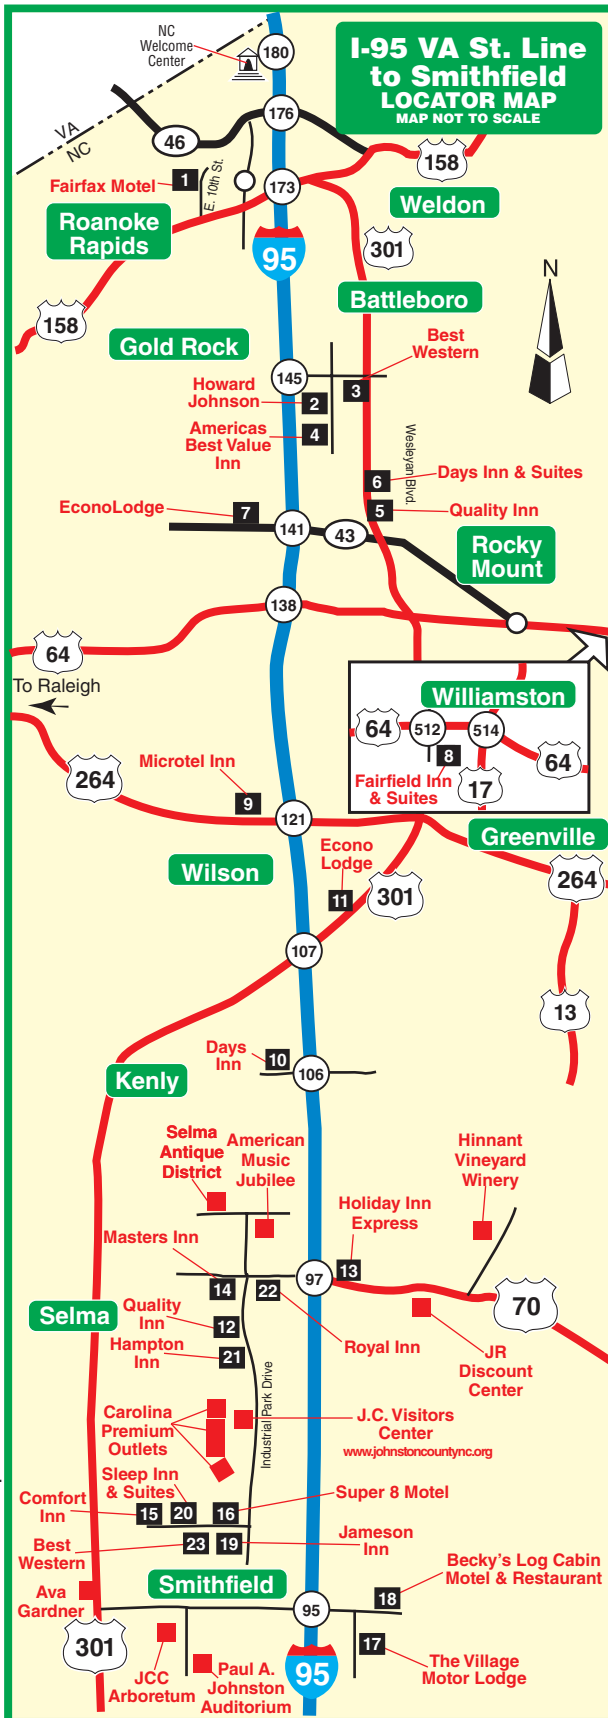 NC
Welcome
Center
180
I-95 VA St. Line
to Smithfield
LOCATOR MAP
MAP NOT TO SCALE
VA
NC
176
46
158
Fairfax Motel
1
E. 10th St.
173
Weldon
Roanoke
Rapids
301
95
Battleboro
N
158
Gold Rock
Best
Western
145
Howard
Johnson
2
3
Americas
Best Value
Inn
4
Wesleyan Blvd.
6
Days Inn & Suites
EconoLodge
7
5
Quality Inn
141
43
Rocky
Mount
138
64
To Raleigh
Williamston
64
512
514
8
64
Fairfield Inn
& Suites
17
264
Microtel Inn
9
121
Greenville
Econo
Lodge
Wilson
11
301
264
107
13
Days
Inn
10
106
Kenly
Selma
Antique
District
American
Music
Jubilee
Hinnant
Vineyard
Winery
Holiday Inn
Express
Masters Inn
13
14
22
97
70
Selma
Quality
Inn
12
Royal Inn
Hampton
Inn
21
JR
Discount
Center
Industrial Park Drive
Carolina
Premium
Outlets
J.C. Visitors
Center
www.johnstoncountync.org
Sleep Inn
& Suites
Super 8 Motel
Comfort
Inn
15
20
16
Best
Western
23
19
Jameson
Inn
Smithfield
Becky's Log Cabin
Motel & Restaurant
Ava
Gardner
95
18
301
17
The Village
Motor Lodge
JCC
Arboretum
Paul A.
Johnston
Auditorium
95